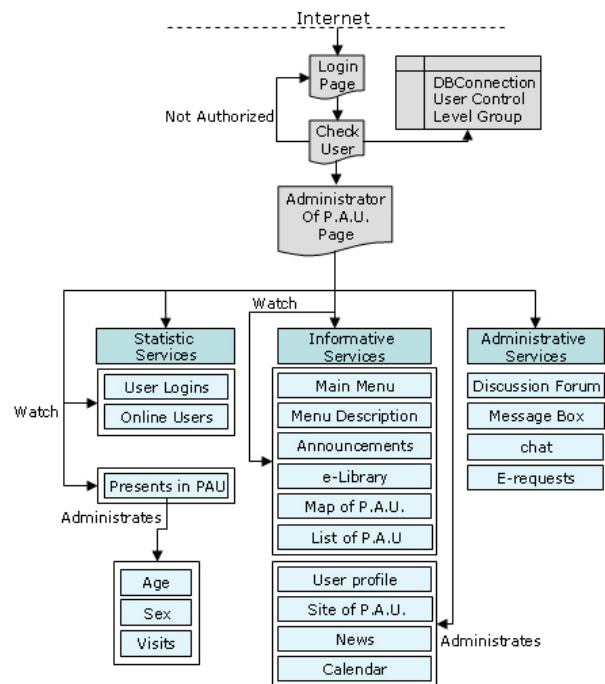 Internet
Login
Page
DBConnection
User Control
Level Group
Not Authorized
Check
User
Administrator
Of P.A.U.
Page
Watch
Statistic
Services
User Logins
Online Users
Watch
Presents in PAU
Administrates
Age
Sex
Visits
Informative
Services
Main Menu
Menu Description
Announcements
e-Library
Map of P.A.U.
List of P.A.U
User profile
Site of P.A.U.
News
Calendar
Administrates
Administrative
Services
Discussion Forum
Message Box
chat
E-requests